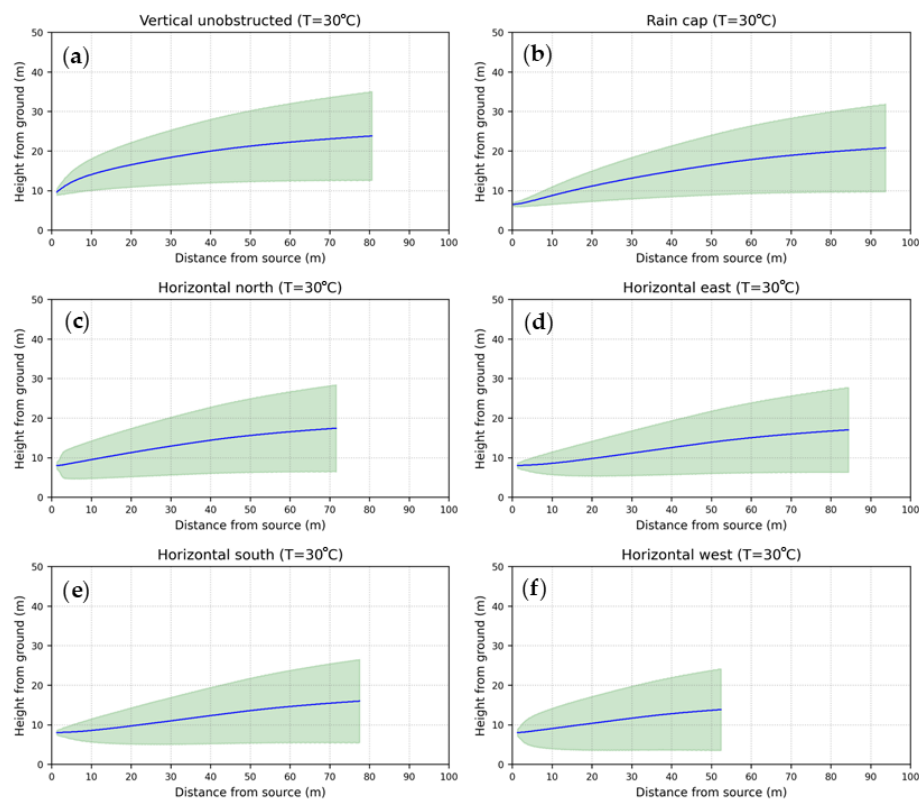 Vertical unobstructed (T=30°C)
(a)
Height from ground (m)
50
40
30
20
10
0
0 10 20 30 40 50 60 70 80 90 100
Distance from source (m)
Rain cap (T=30°C)
(b)
Height from ground (m)
50
40
30
20
10
0
0 10 20 30 40 50 60 70 80 90 100
Distance from source (m)
Horizontal north (T=30°C)
(c)
Height from ground (m)
50
40
30
20
10
0
0 10 20 30 40 50 60 70 80 90 100
Distance from source (m)
Horizontal east (T=30°C)
(d)
Height from ground (m)
50
40
30
20
10
0
0 10 20 30 40 50 60 70 80 90 100
Distance from source (m)
Horizontal south (T=30°C)
(e)
Height from ground (m)
50
40
30
20
10
0
0 10 20 30 40 50 60 70 80 90 100
Distance from source (m)
Horizontal west (T=30°C)
(f)
Height from ground (m)
50
40
30
20
10
0
0 10 20 30 40 50 60 70 80 90 100
Distance from source (m)